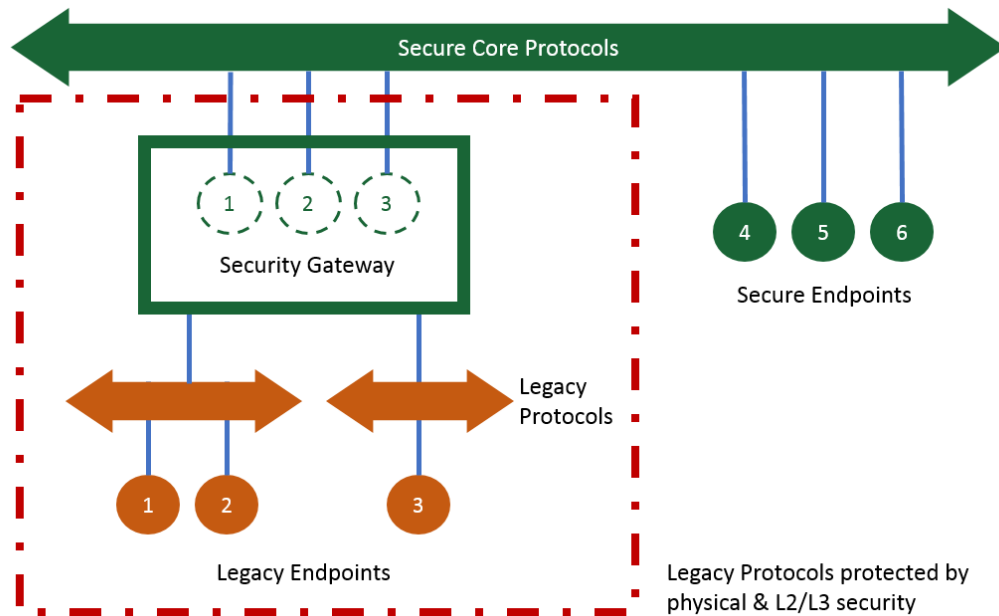 Secure Core Protocols
1 2 3
Security Gateway
4 5 6
Secure Endpoints
Legacy
Protocols
1 2 3
Legacy Endpoints
Legacy Protocols protected by
physical & L2/L3 security